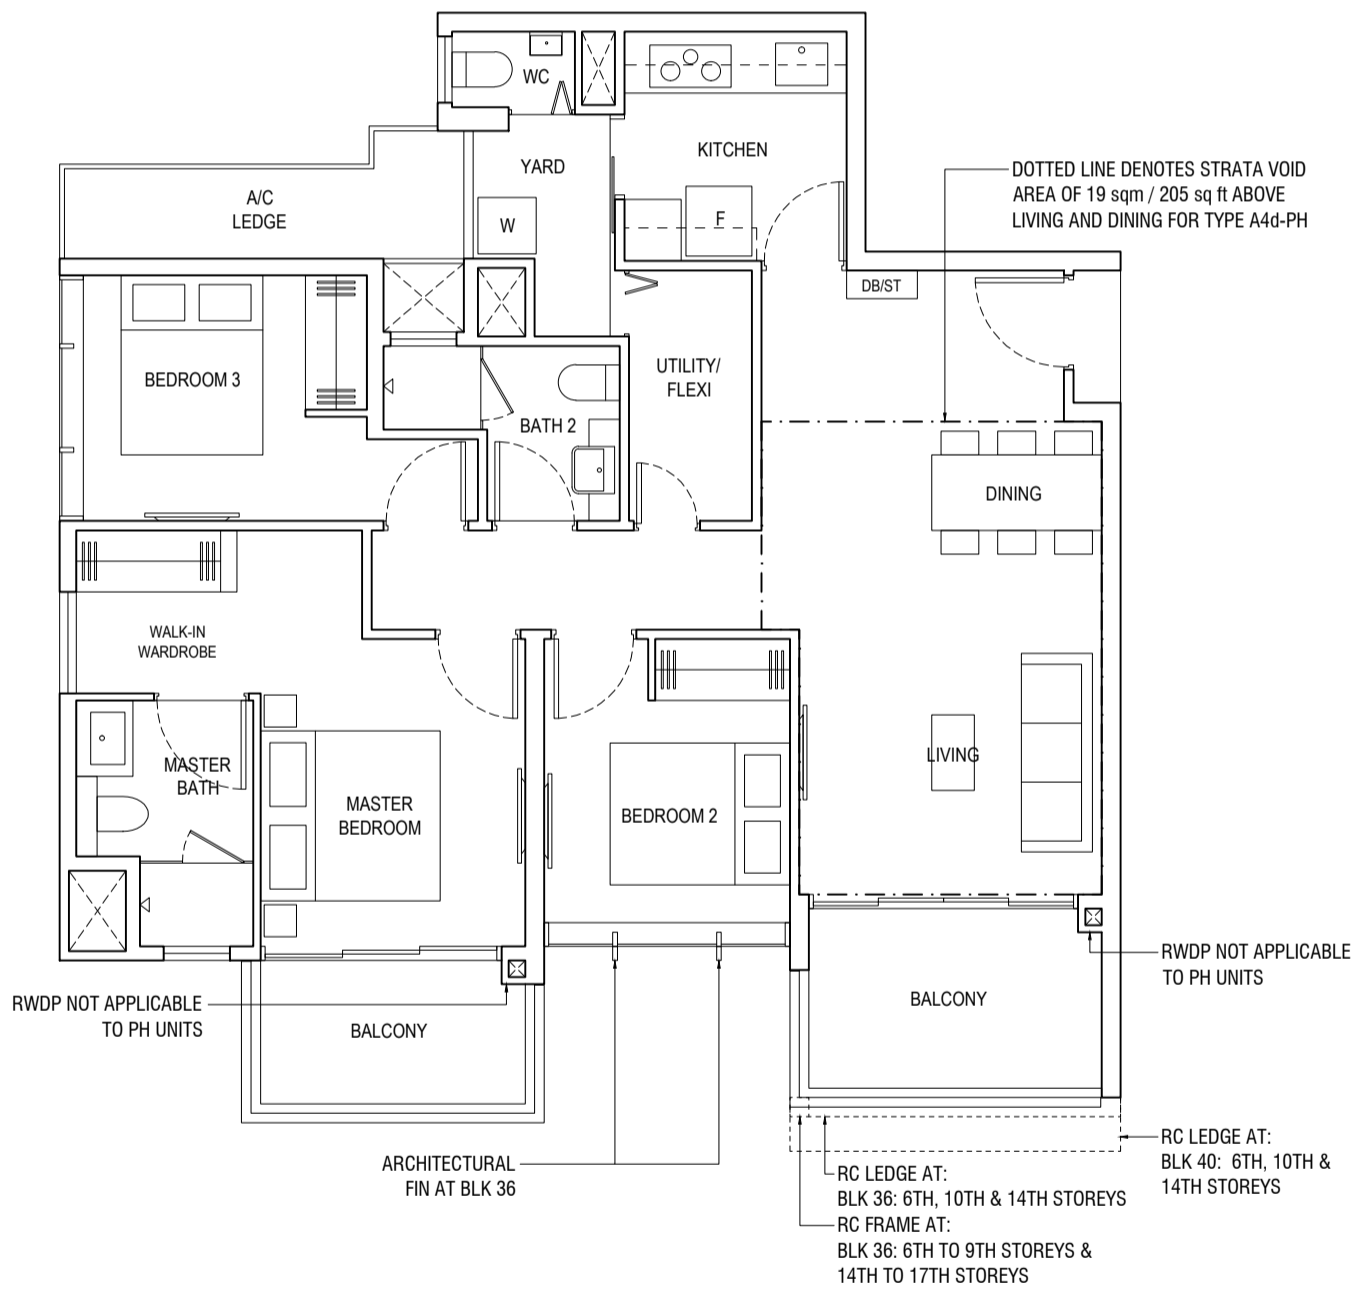 WC
KITCHEN
YARD
DOTTED LINE DENOTES STRATA VOID
AREA OF 19 sqm / 205 sq ft ABOVE
LIVING AND DINING FOR TYPE A4d-PH
A/C
LEDGE
W
F
DB/ST
BEDROOM 3
UTILITY/
FLEXI
BATH 2
DINING
WALK-IN
WARDROBE
MASTER
BATH
MASTER
BEDROOM
BEDROOM 2
LIVING
RWDP NOT APPLICABLE
TO PH UNITS
RWDP NOT APPLICABLE
TO PH UNITS
BALCONY
BALCONY
ARCHITECTURAL
FIN AT BLK 36
RC LEDGE AT:
BLK 36: 6TH, 10TH & 14TH STOREYS
RC FRAME AT:
BLK 36: 6TH TO 9TH STOREYS &
14TH TO 17TH STOREYS
RC LEDGE AT:
BLK 40: 6TH, 10TH &
14TH STOREYS